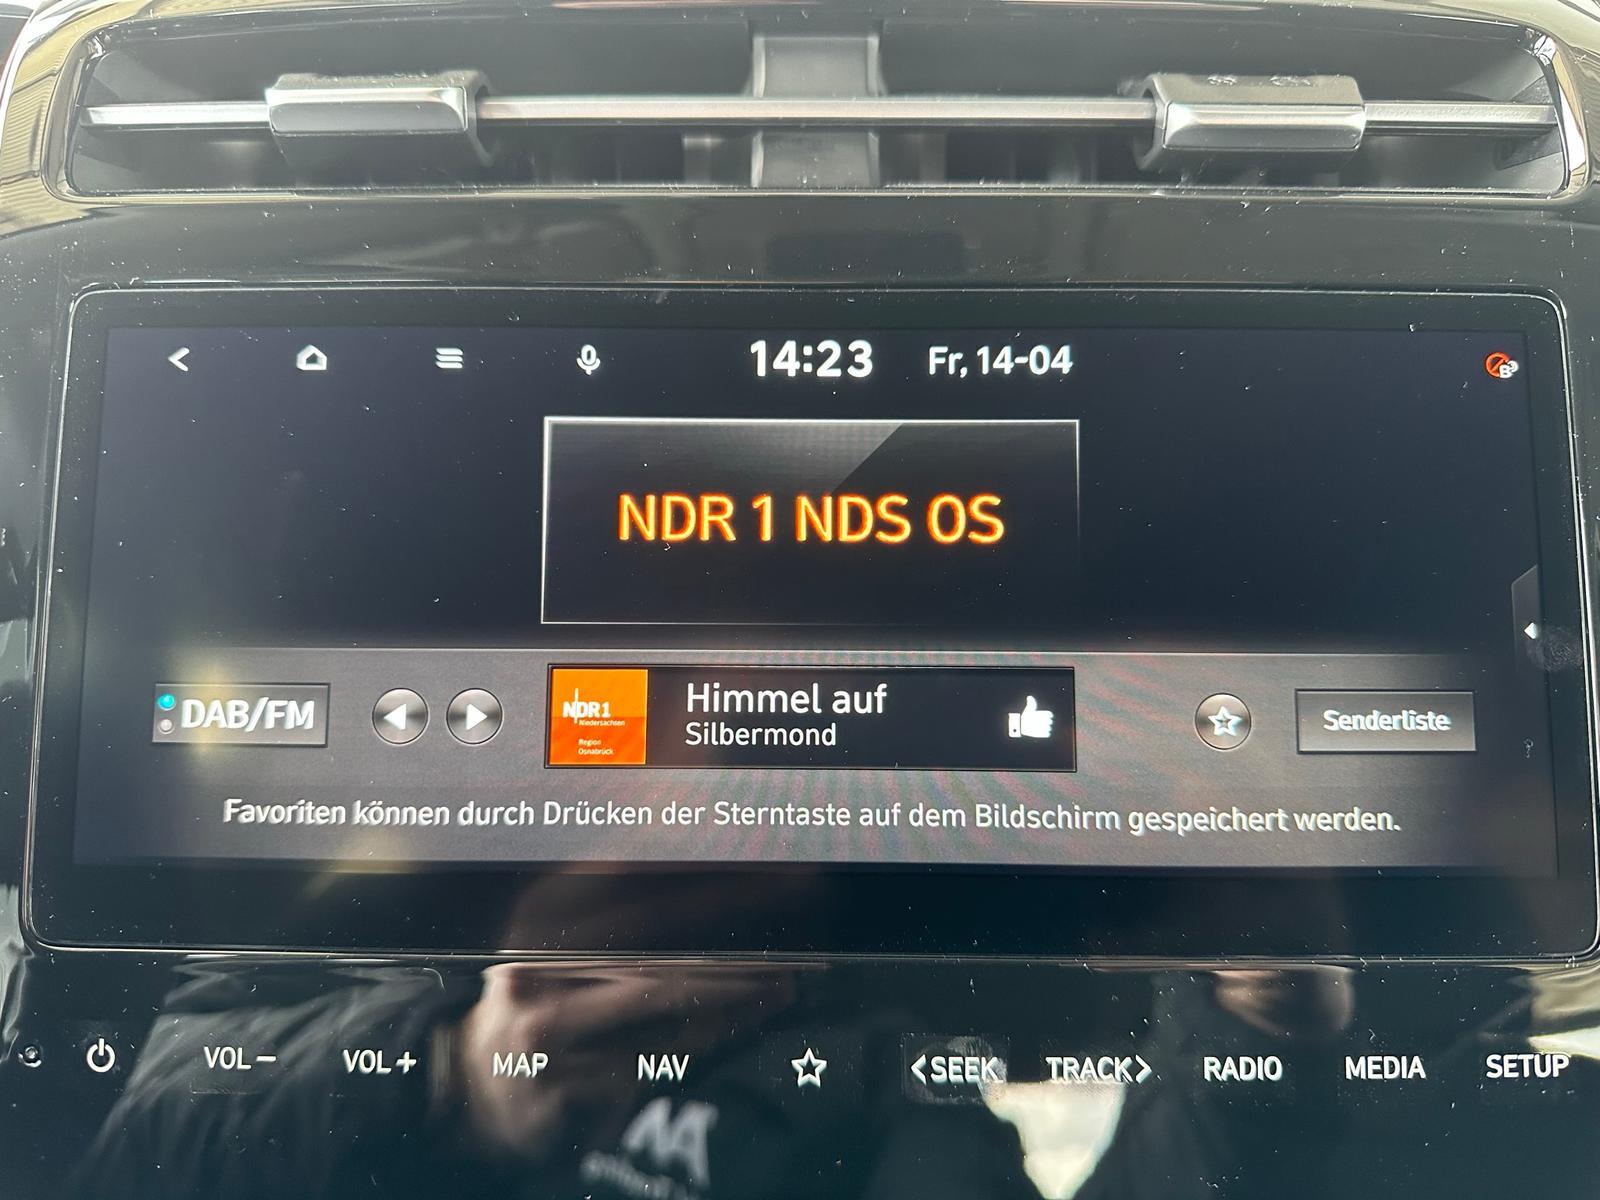 14:23 Fr, 14-04
NDR 1 NDS OS
DAB/FM
NDR1
Niedersachsen
Region
Osnabrück
Himmel auf
Silbermond
Senderliste
Favoriten können durch Drücken der Sterntaste auf dem Bildschirm gespeichert werden.
VOL − VOL + MAP NAV <SEEK TRACK> RADIO MEDIA SETUP